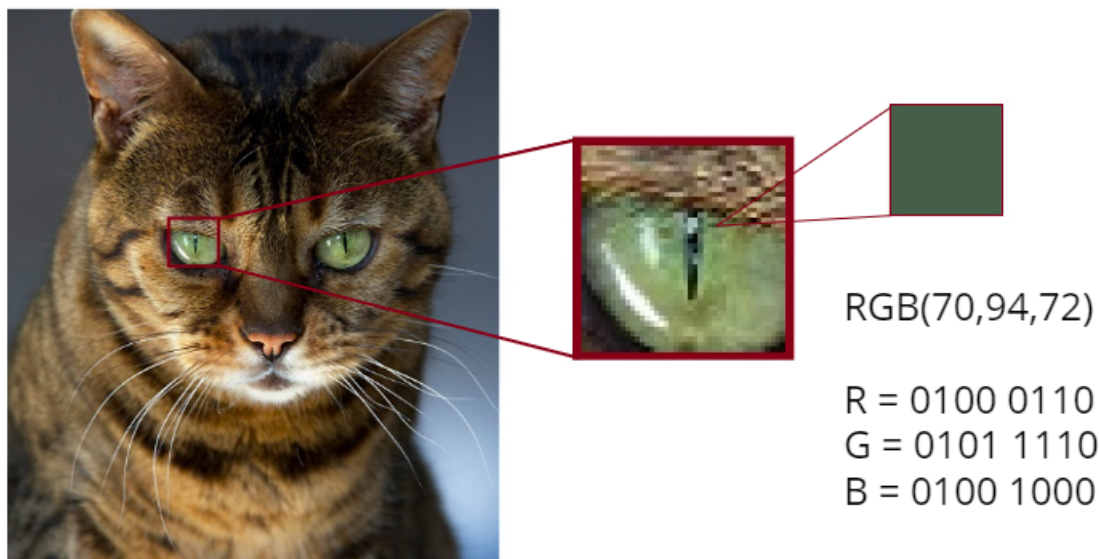 RGB(70,94,72)
R = 0100 0110
G = 0101 1110
B = 0100 1000